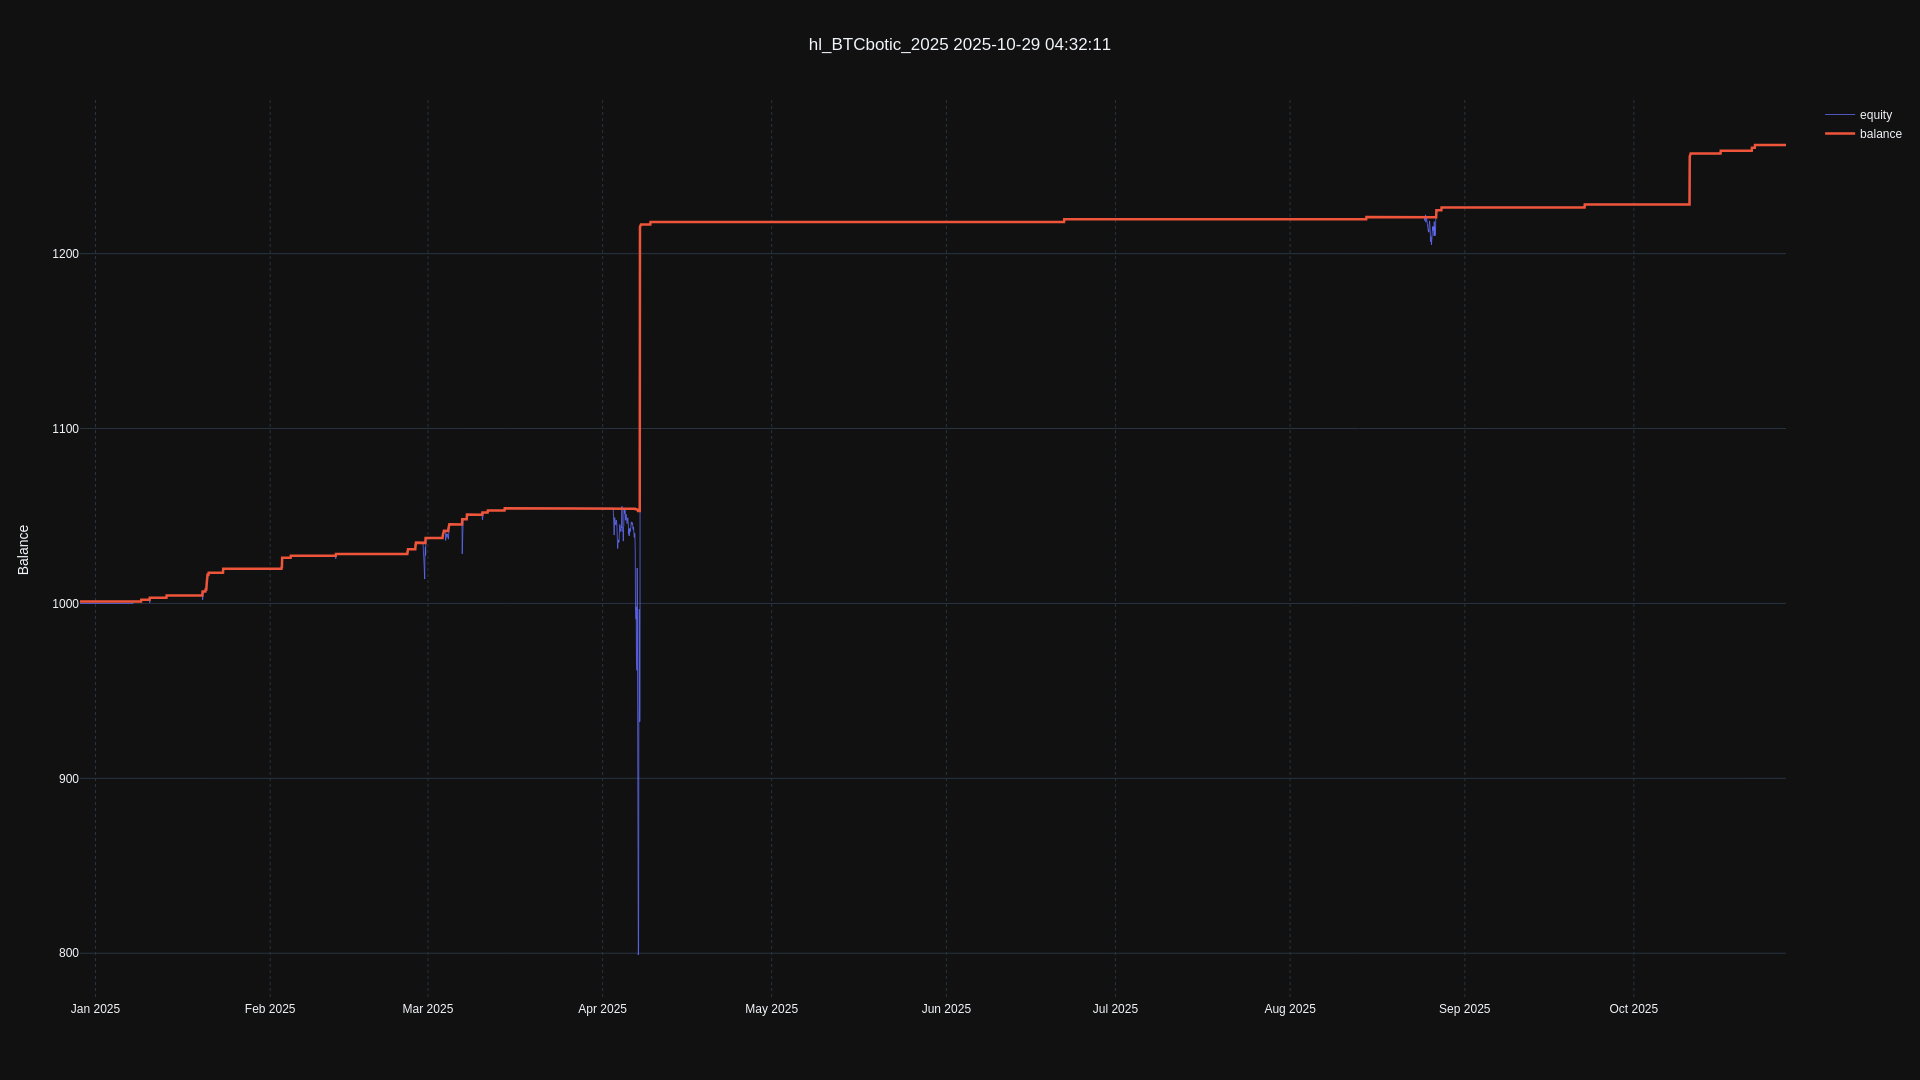 hl_BTCbotic_2025 2025-10-29 04:32:11
equity
balance
Balance
1200
1100
1000
900
800
Jan 2025
Feb 2025
Mar 2025
Apr 2025
May 2025
Jun 2025
Jul 2025
Aug 2025
Sep 2025
Oct 2025